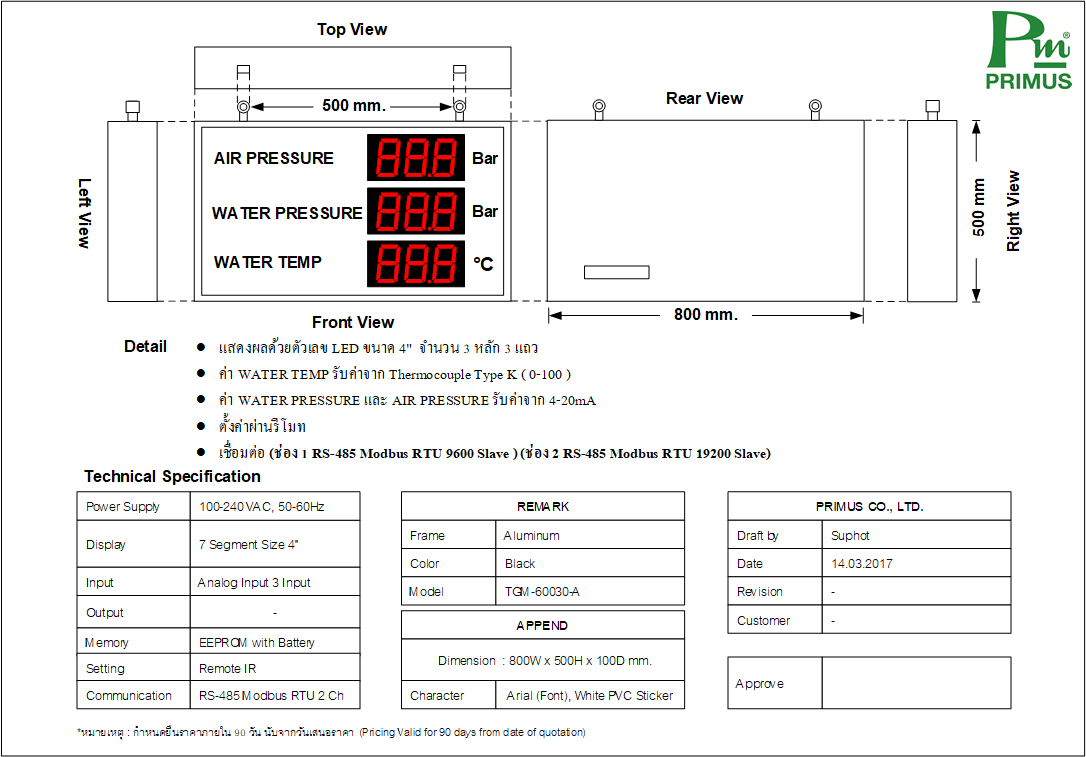 Top View
Pm®
PRIMUS
500 mm.
Rear View
AIR PRESSURE 88.8 Bar
WATER PRESSURE 88.8 Bar
WATER TEMP 88.8 °C
Left View
500 mm
Right View
Front View
800 mm.
Detail
● แสดงผลด้วยตัวเลข LED ขนาด 4" จำนวน 3 หลัก 3 แถว
● ค่า WATER TEMP รับค่าจาก Thermocouple Type K ( 0-100 )
● ค่า WATER PRESSURE และ AIR PRESSURE รับค่าจาก 4-20mA
● ตั้งค่าผ่านรีโมท
● เชื่อมต่อ (ช่อง 1 RS-485 Modbus RTU 9600 Slave ) (ช่อง 2 RS-485 Modbus RTU 19200 Slave)
Technical Specification
Power Supply 100-240 VAC, 50-60Hz
Display 7 Segment Size 4"
Input Analog Input 3 Input
Output -
Memory EEPROM with Battery
Setting Remote IR
Communication RS-485 Modbus RTU 2 Ch
REMARK
Frame Aluminum
Color Black
Model TGM-60030-A
APPEND
Dimension : 800W x 500H x 100D mm.
Character Arial (Font), White PVC Sticker
PRIMUS CO., LTD.
Draft by Suphot
Date 14.03.2017
Revision -
Customer -
Approve
*หมายเหตุ : กำหนดยืนราคาภายใน 90 วัน นับจากวันเสนอราคา (Pricing Valid for 90 days from date of quotation)